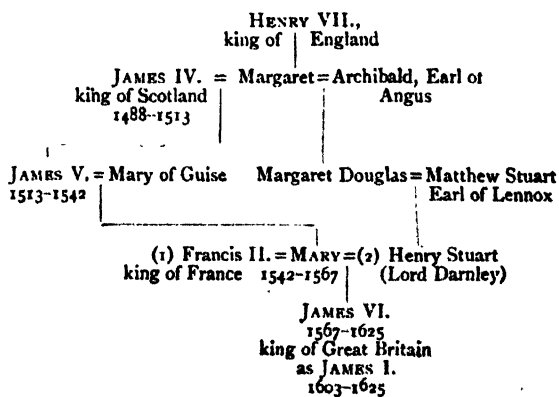 HENRY VII.,
king of England
JAMES IV. = Margaret = Archibald, Earl of
king of Scotland Angus
1488-1513
JAMES V. = Mary of Guise Margaret Douglas = Matthew Stuart
1513-1542 Earl of Lennox
(1) Francis II. = MARY = (2) Henry Stuart
king of France 1542-1567 (Lord Darnley)
JAMES VI.
1567-1625
king of Great Britain
as JAMES I.
1603-1625